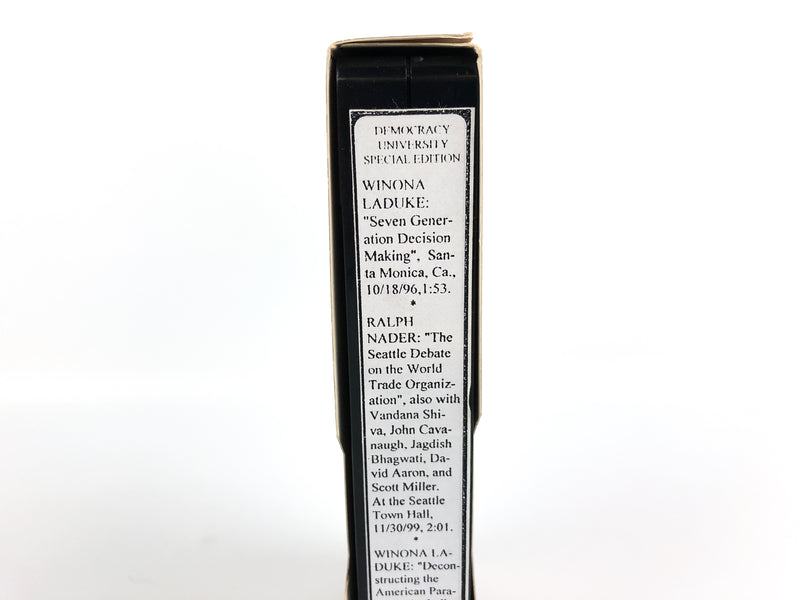 DEMOCRACY
UNIVERSITY
SPECIAL EDITION
WINONA
LADUKE:
"Seven Gener-
ation Decision
Making", San-
ta Monica, Ca.,
10/18/96,1:53.
*
RALPH
NADER: "The
Seattle Debate
on the World
Trade Organiz-
ation", also with
Vandana Shi-
va, John Cava-
naugh, Jagdish
Bhagwati, Da-
vid Aaron, and
Scott Miller.
At the Seattle
Town Hall,
11/30/99, 2:01.
*
WINONA LA-
DUKE: "Decon-
structing the
American Para-